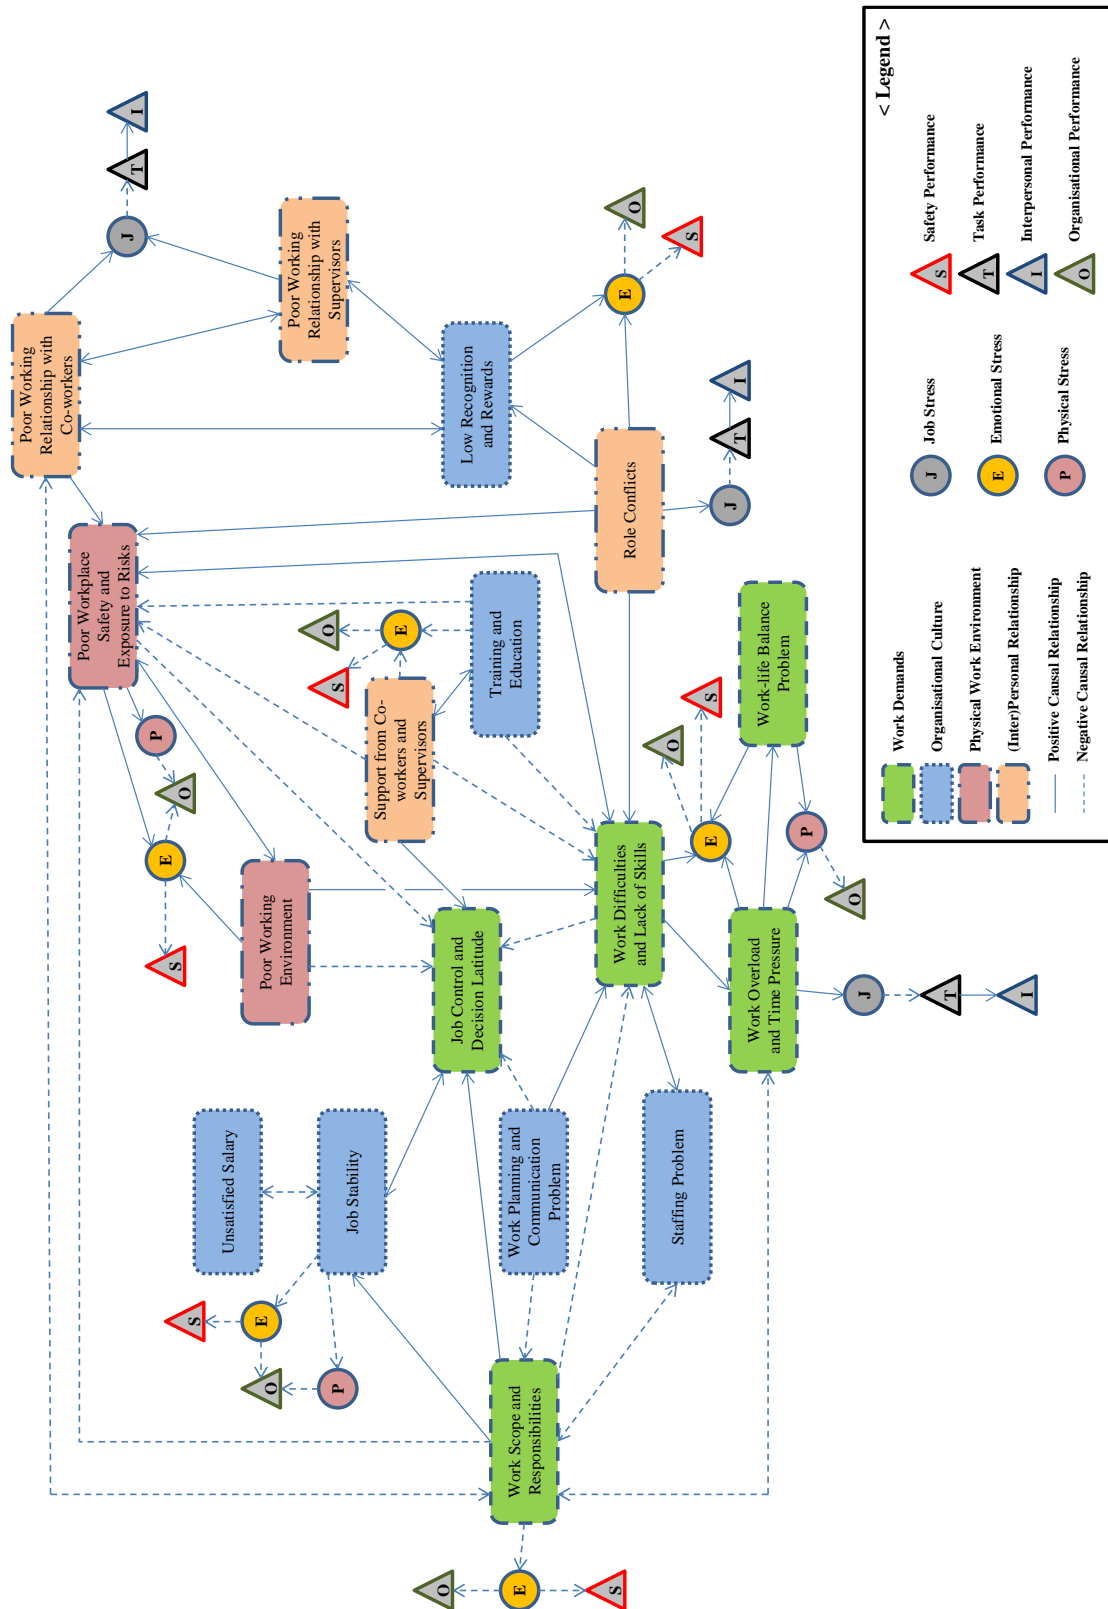 Poor Working
Relationship with
Co-workers
Poor Workplace
Safety and
Exposure to Risks
J
T
I
P
O
E
S
Poor Working
Environment
S
E
O
P
Unsatisfied Salary
Job Stability
Poor Working
Relationship with
Supervisors
S
O
E
Support from Co-
workers and
Supervisors
Training and
Education
Low Recognition
and Rewards
E
O
S
Job Control and
Decision Latitude
O
E
S
Work Scope and
Responsibilities
Work Planning and
Communication
Problem
Work Difficulties
and Lack of Skills
Role Conflicts
J
T
I
Staffing Problem
O
S
E
Work-life Balance
Problem
Work Overload
and Time Pressure
P
O
J
T
I
< Legend >
Work Demands
J
Job Stress
S
Safety Performance
Organisational Culture
E
Emotional Stress
T
Task Performance
Physical Work Environment
P
Physical Stress
I
Interpersonal Performance
(Inter)Personal Relationship
O
Organisational Performance
Positive Causal Relationship
Negative Causal Relationship